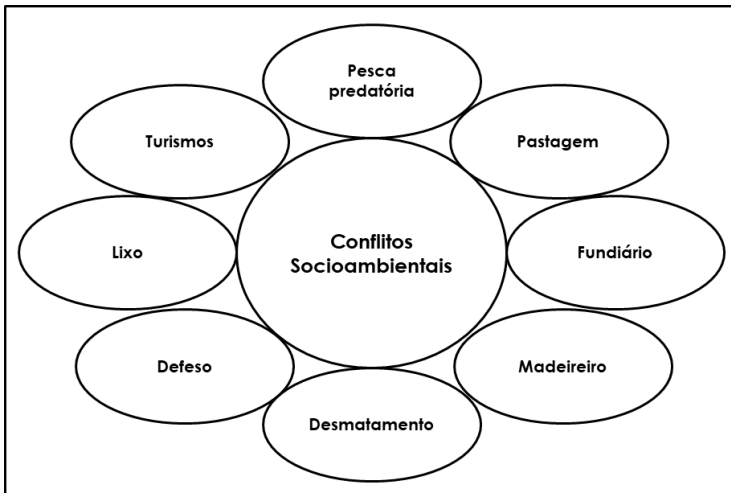 Pesca
predatória
Turismos
Pastagem
Lixo
Conflitos
Socioambientais
Fundiário
Defeso
Madeireiro
Desmatamento